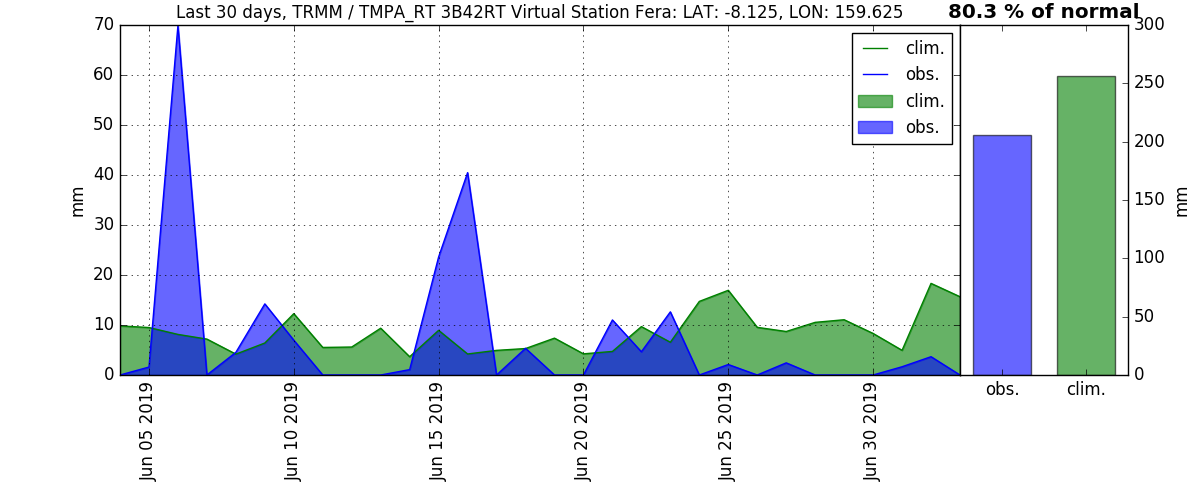 Last 30 days, TRMM / TMPA_RT 3B42RT Virtual Station Fera: LAT: -8.125, LON: 159.625
80.3 % of normal
70
60
50
40
30
20
10
0
mm
clim.
obs.
clim.
obs.
Jun 05 2019
Jun 10 2019
Jun 15 2019
Jun 20 2019
Jun 25 2019
Jun 30 2019
300
250
200
150
100
50
0
mm
obs.
clim.